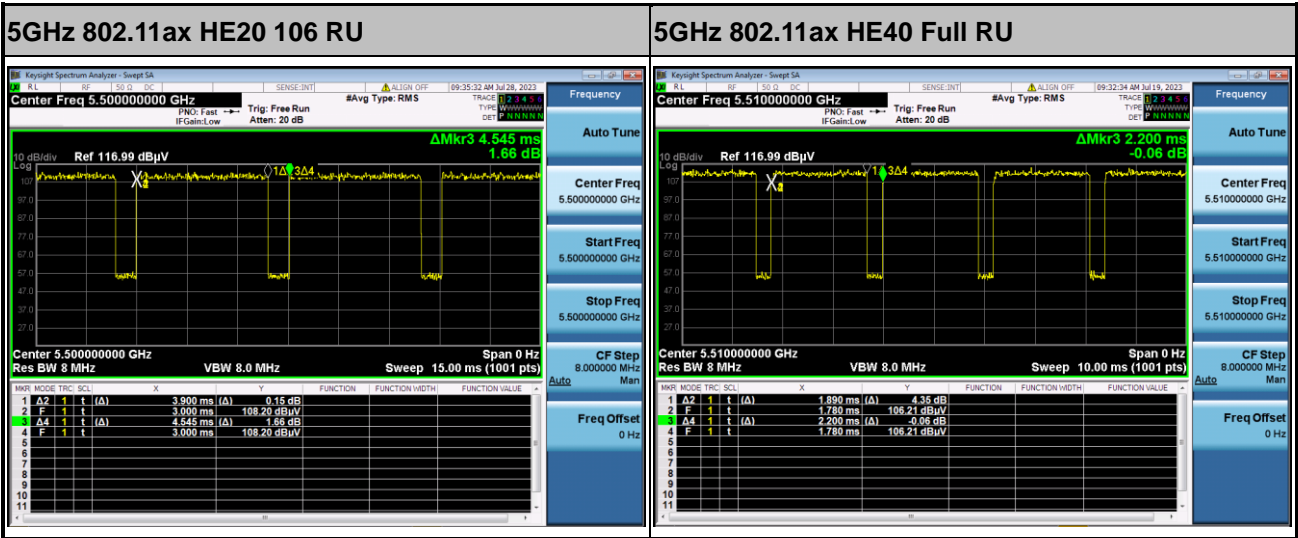 5GHz 802.11ax HE20 106 RU
Keysight Spectrum Analyzer - Swept SA
RL RF 50 Ω DC SENSE:INT ALIGN OFF 09:35:32 AM Jul 28, 2023
Center Freq 5.500000000 GHz #Avg Type: RMS TRACE 1 2 3 4 5 6
PNO: Fast Trig: Free Run TYPE
IFGain:Low Atten: 20 dB DET P N N N N N
ΔMkr3 4.545 ms
1.66 dB
10 dB/div Ref 116.99 dBµV
Log
107
97.0
87.0
77.0
67.0
57.0
47.0
37.0
27.0
1Δ 3Δ4
Center 5.500000000 GHz Span 0 Hz
Res BW 8 MHz VBW 8.0 MHz Sweep 15.00 ms (1001 pts)
MKR MODE TRC SCL X Y FUNCTION FUNCTION WIDTH FUNCTION VALUE
1 Δ2 1 t (Δ) 3.900 ms (Δ) 0.15 dB
2 F 1 t 3.000 ms 108.20 dBµV
3 Δ4 1 t (Δ) 4.545 ms (Δ) 1.66 dB
4 F 1 t 3.000 ms 108.20 dBµV
5
6
7
8
9
10
11
Frequency
Auto Tune
Center Freq
5.500000000 GHz
Start Freq
5.500000000 GHz
Stop Freq
5.500000000 GHz
CF Step
8.000000 MHz
Auto Man
Freq Offset
0 Hz
5GHz 802.11ax HE40 Full RU
Keysight Spectrum Analyzer - Swept SA
RL RF 50 Ω DC SENSE:INT ALIGN OFF 09:32:34 AM Jul 19, 2023
Center Freq 5.510000000 GHz #Avg Type: RMS TRACE 1 2 3 4 5 6
PNO: Fast Trig: Free Run TYPE
IFGain:Low Atten: 20 dB DET P N N N N N
ΔMkr3 2.200 ms
-0.06 dB
10 dB/div Ref 116.99 dBµV
Log
107
97.0
87.0
77.0
67.0
57.0
47.0
37.0
27.0
3Δ4
Center 5.510000000 GHz Span 0 Hz
Res BW 8 MHz VBW 8.0 MHz Sweep 10.00 ms (1001 pts)
MKR MODE TRC SCL X Y FUNCTION FUNCTION WIDTH FUNCTION VALUE
1 Δ2 1 t (Δ) 1.890 ms (Δ) 4.35 dB
2 F 1 t 1.780 ms 106.21 dBµV
3 Δ4 1 t (Δ) 2.200 ms (Δ) -0.06 dB
4 F 1 t 1.780 ms 106.21 dBµV
5
6
7
8
9
10
11
Frequency
Auto Tune
Center Freq
5.510000000 GHz
Start Freq
5.510000000 GHz
Stop Freq
5.510000000 GHz
CF Step
8.000000 MHz
Auto Man
Freq Offset
0 Hz